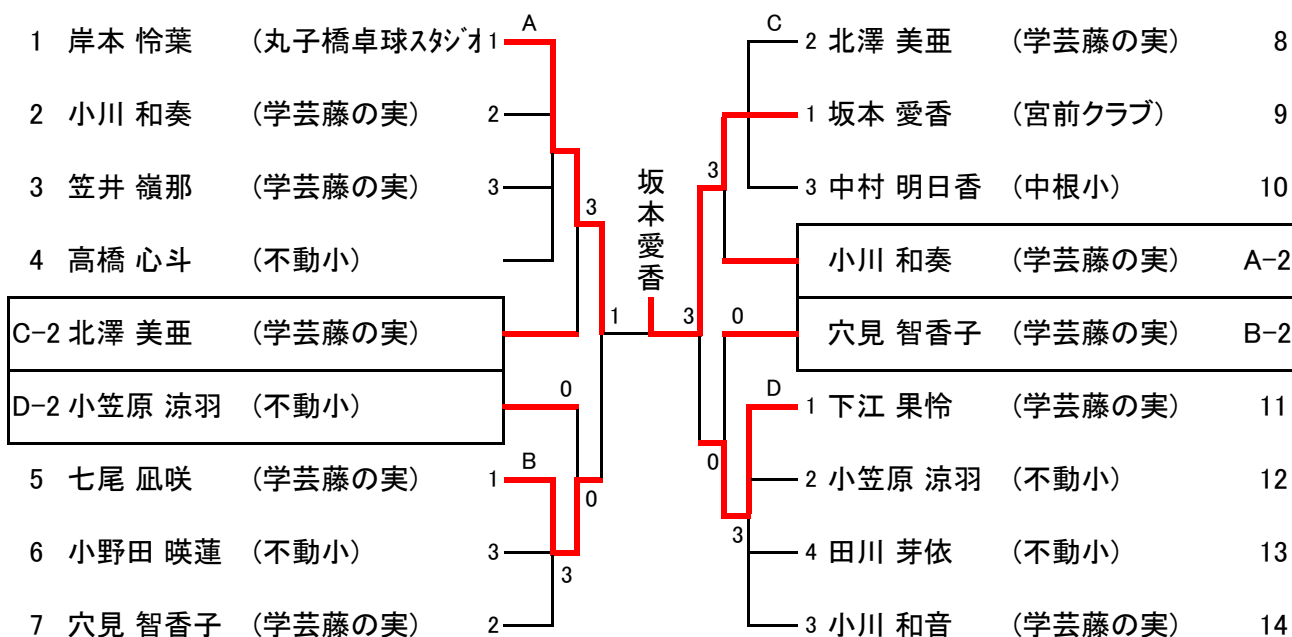 A
1 岸本 怜葉 (丸子橋卓球スタジオ 1
2 小川 和奏 (学芸藤の実) 2
3 笠井 嶺那 (学芸藤の実) 3
4 高橋 心斗 (不動小)
3
C-2 北澤 美亜 (学芸藤の実)
D-2 小笠原 涼羽 (不動小)
0
B
5 七尾 凪咲 (学芸藤の実) 1
6 小野田 暎蓮 (不動小) 3
7 穴見 智香子 (学芸藤の実) 2
3
0
1
坂本愛香
3
C
2 北澤 美亜 (学芸藤の実) 8
1 坂本 愛香 (宮前クラブ) 9
3 中村 明日香 (中根小) 10
3
小川 和奏 (学芸藤の実) A-2
穴見 智香子 (学芸藤の実) B-2
0
D
1 下江 果怜 (学芸藤の実) 11
2 小笠原 涼羽 (不動小) 12
4 田川 芽依 (不動小) 13
3 小川 和音 (学芸藤の実) 14
0
3